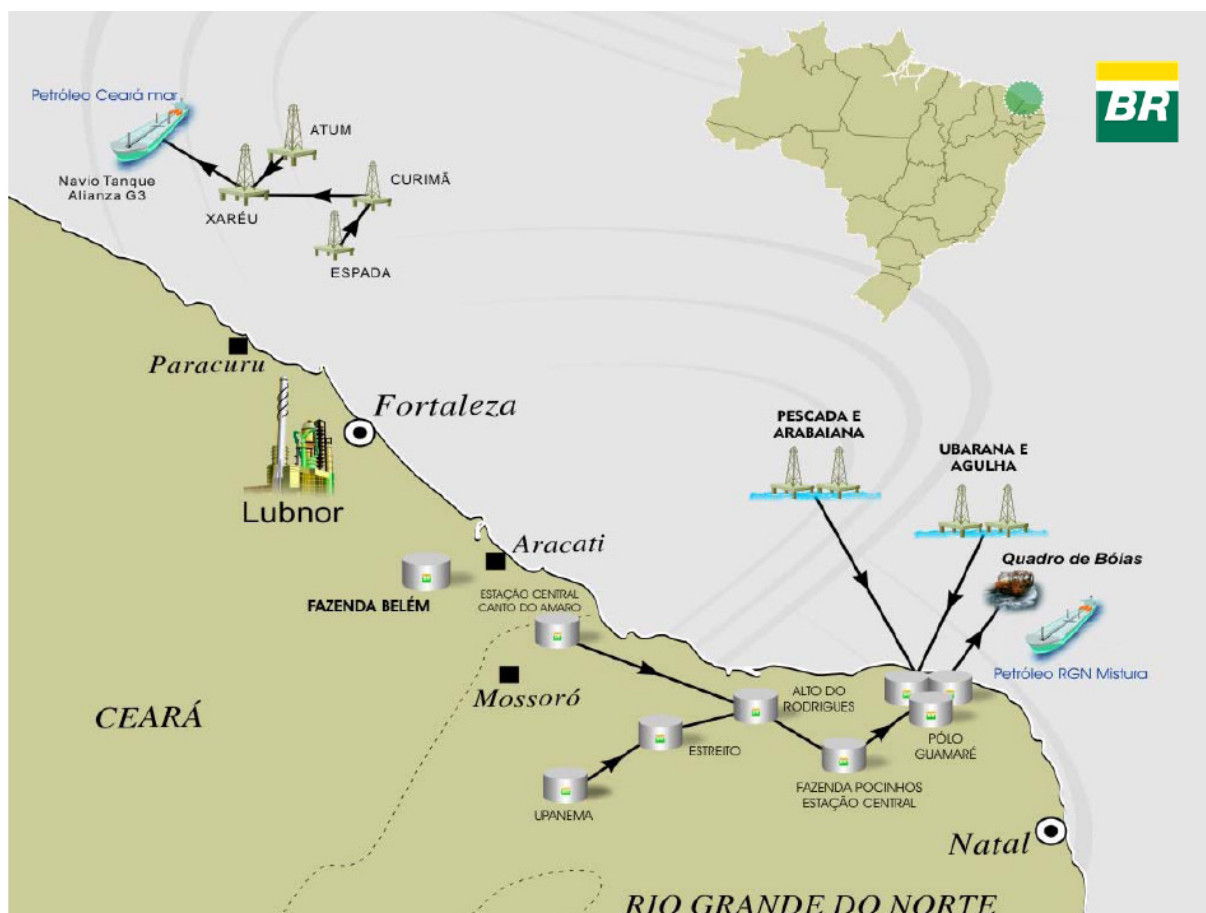 BR
Petróleo Ceará mar
ATUM
Navio Tanque
Alianza G3
CURIMÃ
XARÉU
ESPADA
Paracuru
Fortaleza
PESCADA E
ARABAIANA
UBARANA E
AGULHA
Lubnor
Aracati
Quadro de Bóias
FAZENDA BELÉM
ESTAÇÃO CENTRAL
CANTO DO AMARO
Petróleo RGN Mistura
Mossoró
ALTO DO
RODRIGUES
CEARÁ
ESTREITO
PÓLO
GUAMARÉ
FAZENDA POCINHOS
ESTAÇÃO CENTRAL
UPANEMA
Natal
RIO GRANDE DO NORTE